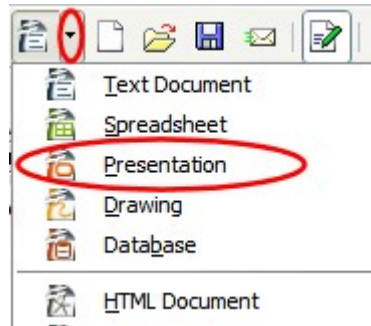 Text Document
Spreadsheet
Presentation
Drawing
Database
HTML Document